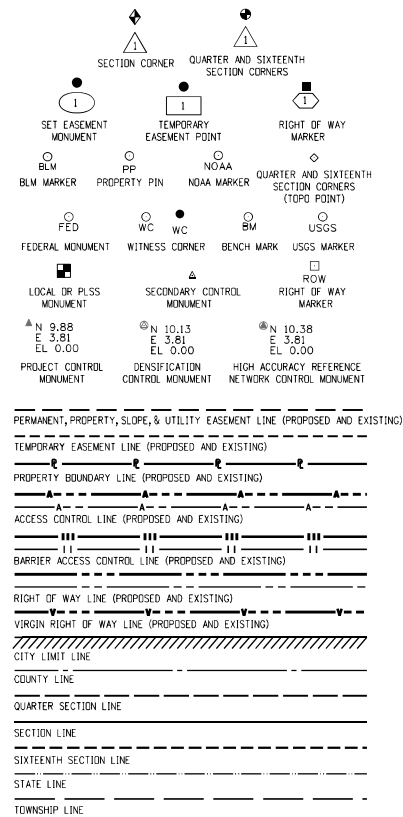 1
1
SECTION CORNER
QUARTER AND SIXTEENTH
SECTION CORNERS
1
1
1
SET EASEMENT
MONUMENT
TEMPORARY
EASEMENT POINT
RIGHT OF WAY
MARKER
BLM
PP
NOAA
BLM MARKER
PROPERTY PIN
NOAA MARKER
QUARTER AND SIXTEENTH
SECTION CORNERS
(TOPO POINT)
FED
WC
WC
BM
USGS
FEDERAL MONUMENT
WITNESS CORNER
BENCH MARK
USGS MARKER
ROW
LOCAL OR PLSS
MONUMENT
SECONDARY CONTROL
MONUMENT
RIGHT OF WAY
MARKER
N 9.88
E 3.81
EL 0.00
N 10.13
E 3.81
EL 0.00
N 10.38
E 3.81
EL 0.00
PROJECT CONTROL
MONUMENT
DENSIFICATION
CONTROL MONUMENT
HIGH ACCURACY REFERENCE
NETWORK CONTROL MONUMENT
PERMANENT, PROPERTY, SLOPE, & UTILITY EASEMENT LINE (PROPOSED AND EXISTING)
TEMPORARY EASEMENT LINE (PROPOSED AND EXISTING)
℄ ℄ ℄ ℄
PROPERTY BOUNDARY LINE (PROPOSED AND EXISTING)
A A A A
A A A A
ACCESS CONTROL LINE (PROPOSED AND EXISTING)
BARRIER ACCESS CONTROL LINE (PROPOSED AND EXISTING)
RIGHT OF WAY LINE (PROPOSED AND EXISTING)
V V V V
VIRGIN RIGHT OF WAY LINE (PROPOSED AND EXISTING)
CITY LIMIT LINE
COUNTY LINE
QUARTER SECTION LINE
SECTION LINE
SIXTEENTH SECTION LINE
STATE LINE
TOWNSHIP LINE